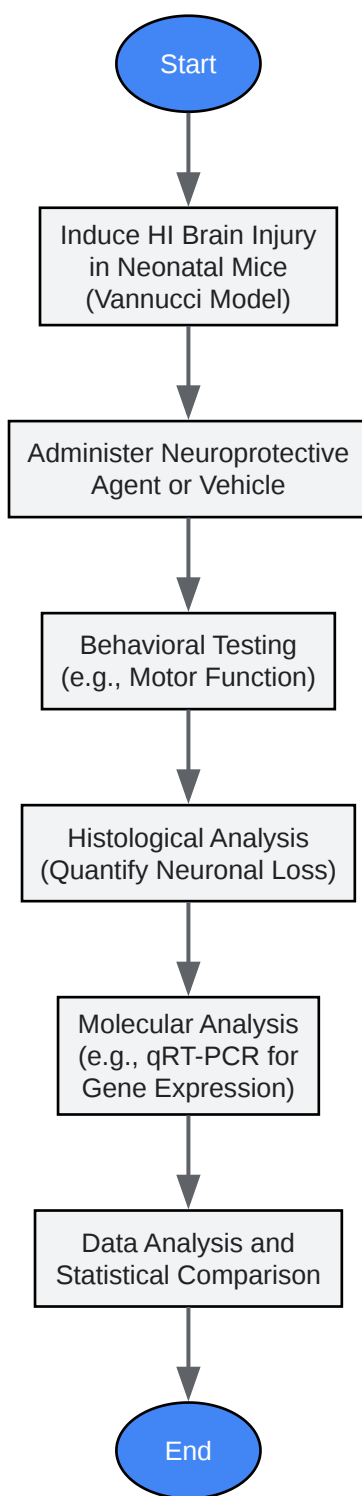 Start
Induce HI Brain Injury
in Neonatal Mice
(Vannucci Model)
Administer Neuroprotective
Agent or Vehicle
Behavioral Testing
(e.g., Motor Function)
Histological Analysis
(Quantify Neuronal Loss)
Molecular Analysis
(e.g., qRT-PCR for
Gene Expression)
Data Analysis and
Statistical Comparison
End